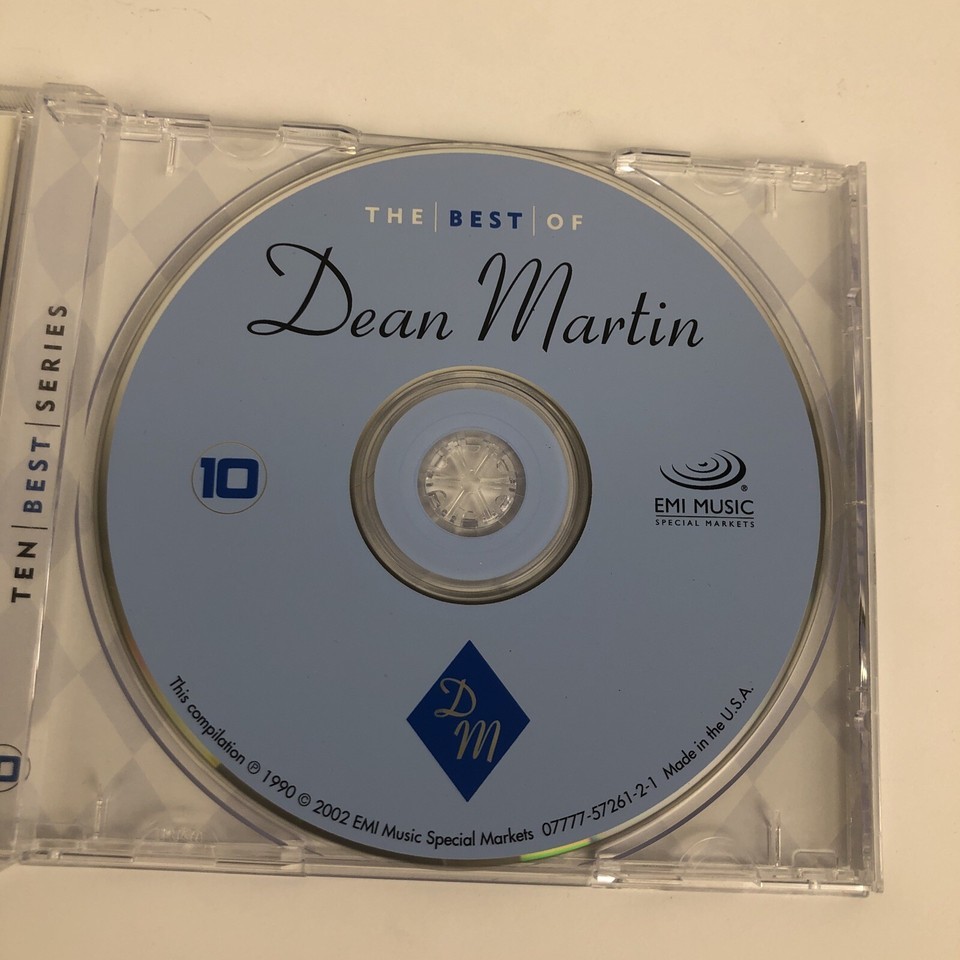 THE | BEST | OF
Dean Martin
10
EMI MUSIC ®
SPECIAL MARKETS
TEN | BEST | SERIES
DM
This compilation ℗ 1990 © 2002 EMI Music Special Markets 07777-57261-2-1 Made in the U.S.A.